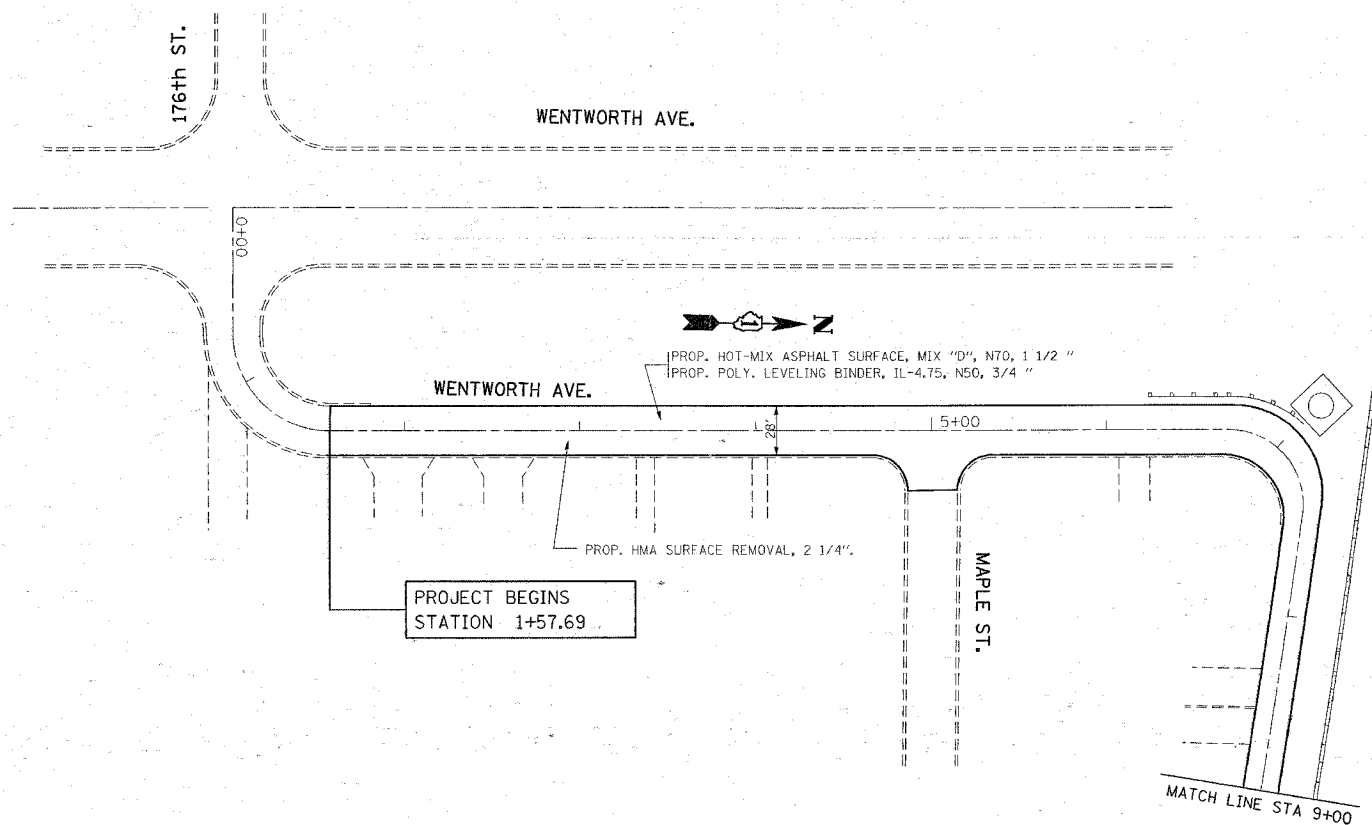 176th ST.
WENTWORTH AVE.
0+00
N
PROP. HOT-MIX ASPHALT SURFACE, MIX "D", N70, 1 1/2 "
PROP. POLY. LEVELING BINDER, IL-4.75, N50, 3/4 "
WENTWORTH AVE.
28'
5+00
PROP. HMA SURFACE REMOVAL, 2 1/4".
MAPLE ST.
PROJECT BEGINS
STATION 1+57.69
MATCH LINE STA 9+00